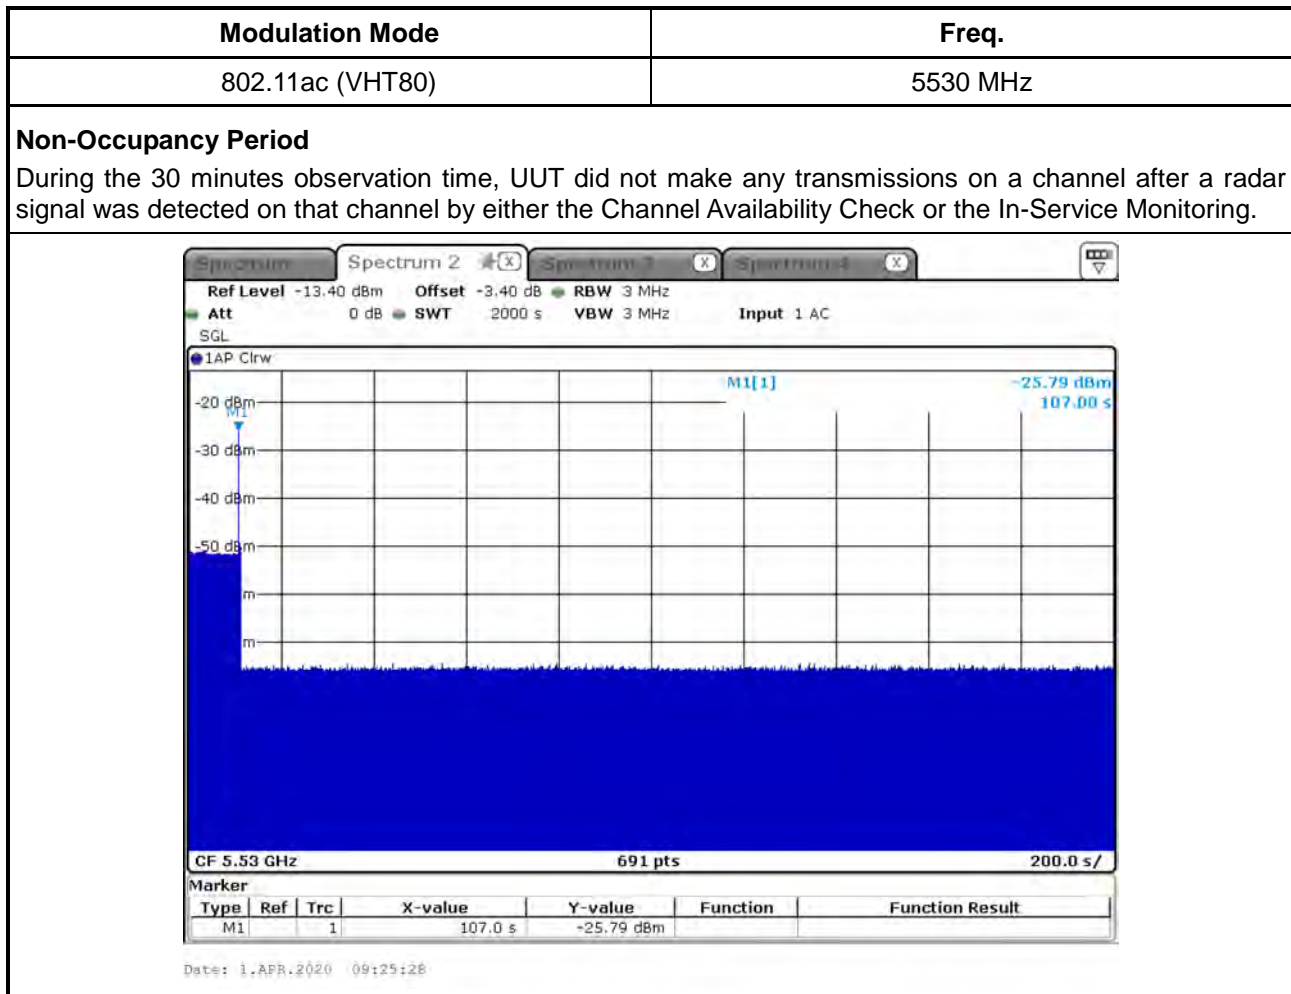 Modulation Mode Freq.
802.11ac (VHT80) 5530 MHz
Non-Occupancy Period
During the 30 minutes observation time, UUT did not make any transmissions on a channel after a radar
signal was detected on that channel by either the Channel Availability Check or the In-Service Monitoring.
Spectrum Spectrum 2 X Spectrum 3 X Spectrum 4 X
Ref Level -13.40 dBm Offset -3.40 dB RBW 3 MHz
Att 0 dB SWT 2000 s VBW 3 MHz Input 1 AC
SGL
1AP Clrw
M1[1] -25.79 dBm
107.00 s
-20 dBm
M1
-30 dBm
-40 dBm
-50 dBm
m
m
CF 5.53 GHz 691 pts 200.0 s/
Marker
Type Ref Trc X-value Y-value Function Function Result
M1 1 107.0 s -25.79 dBm
Date: 1.APR.2020 09:25:28